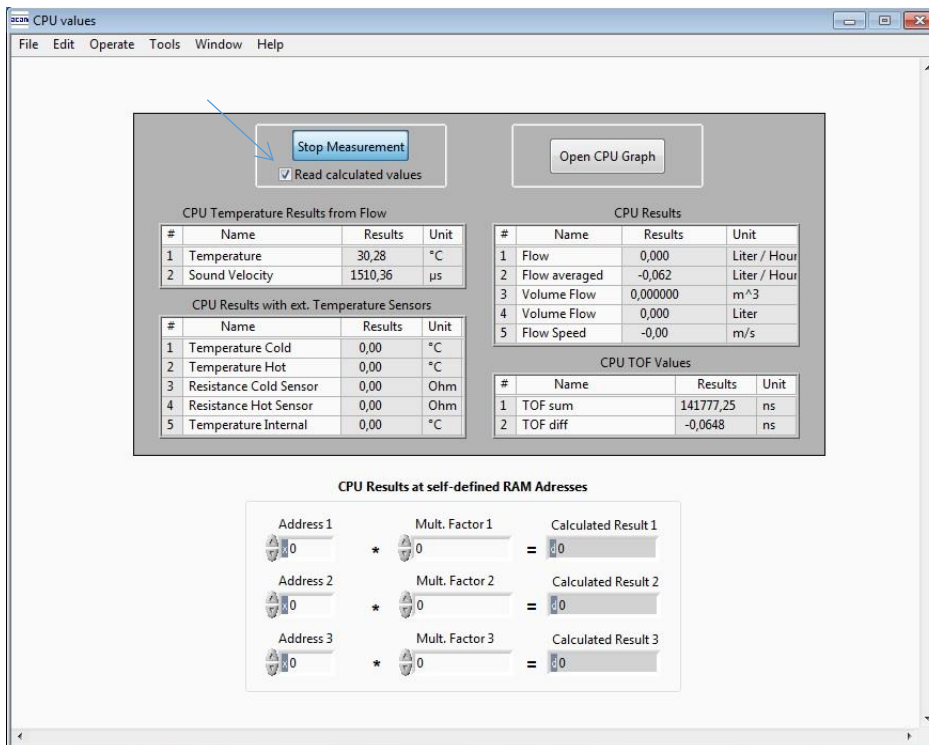 acam CPU values
File Edit Operate Tools Window Help
Stop Measurement
Read calculated values
Open CPU Graph
CPU Temperature Results from Flow
# Name Results Unit
1 Temperature 30,28 °C
2 Sound Velocity 1510,36 µs
CPU Results with ext. Temperature Sensors
# Name Results Unit
1 Temperature Cold 0,00 °C
2 Temperature Hot 0,00 °C
3 Resistance Cold Sensor 0,00 Ohm
4 Resistance Hot Sensor 0,00 Ohm
5 Temperature Internal 0,00 °C
CPU Results
# Name Results Unit
1 Flow 0,000 Liter / Hour
2 Flow averaged -0,062 Liter / Hour
3 Volume Flow 0,000000 m^3
4 Volume Flow 0,000 Liter
5 Flow Speed -0,00 m/s
CPU TOF Values
# Name Results Unit
1 TOF sum 141777,25 ns
2 TOF diff -0,0648 ns
CPU Results at self-defined RAM Adresses
Address 1 Mult. Factor 1 Calculated Result 1
x0 * 0 = d0
Address 2 Mult. Factor 2 Calculated Result 2
x0 * 0 = d0
Address 3 Mult. Factor 3 Calculated Result 3
x0 * 0 = d0